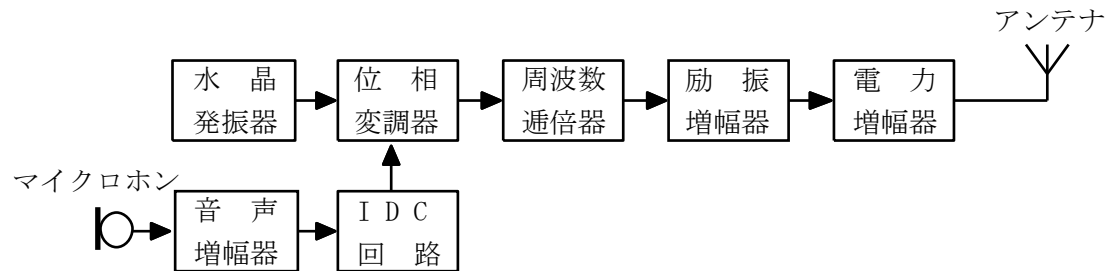 アンテナ
水 晶
発振器
位 相
変調器
周波数
逓倍器
励 振
増幅器
電 力
増幅器
マイクロホン
音 声
増幅器
I D C
回 路